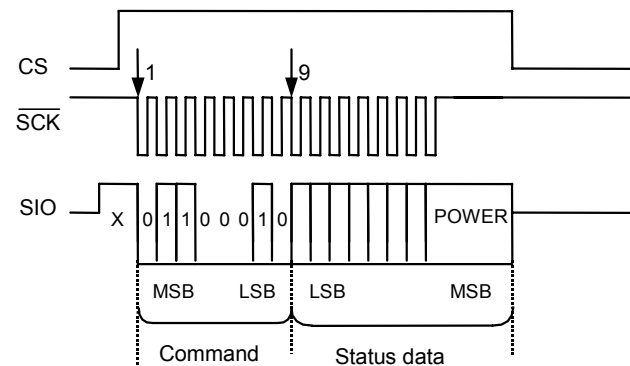 CS
1 9
SCK
SIO X 0 1 1 0 0 0 1 0 POWER
MSB LSB LSB MSB
Command Status data